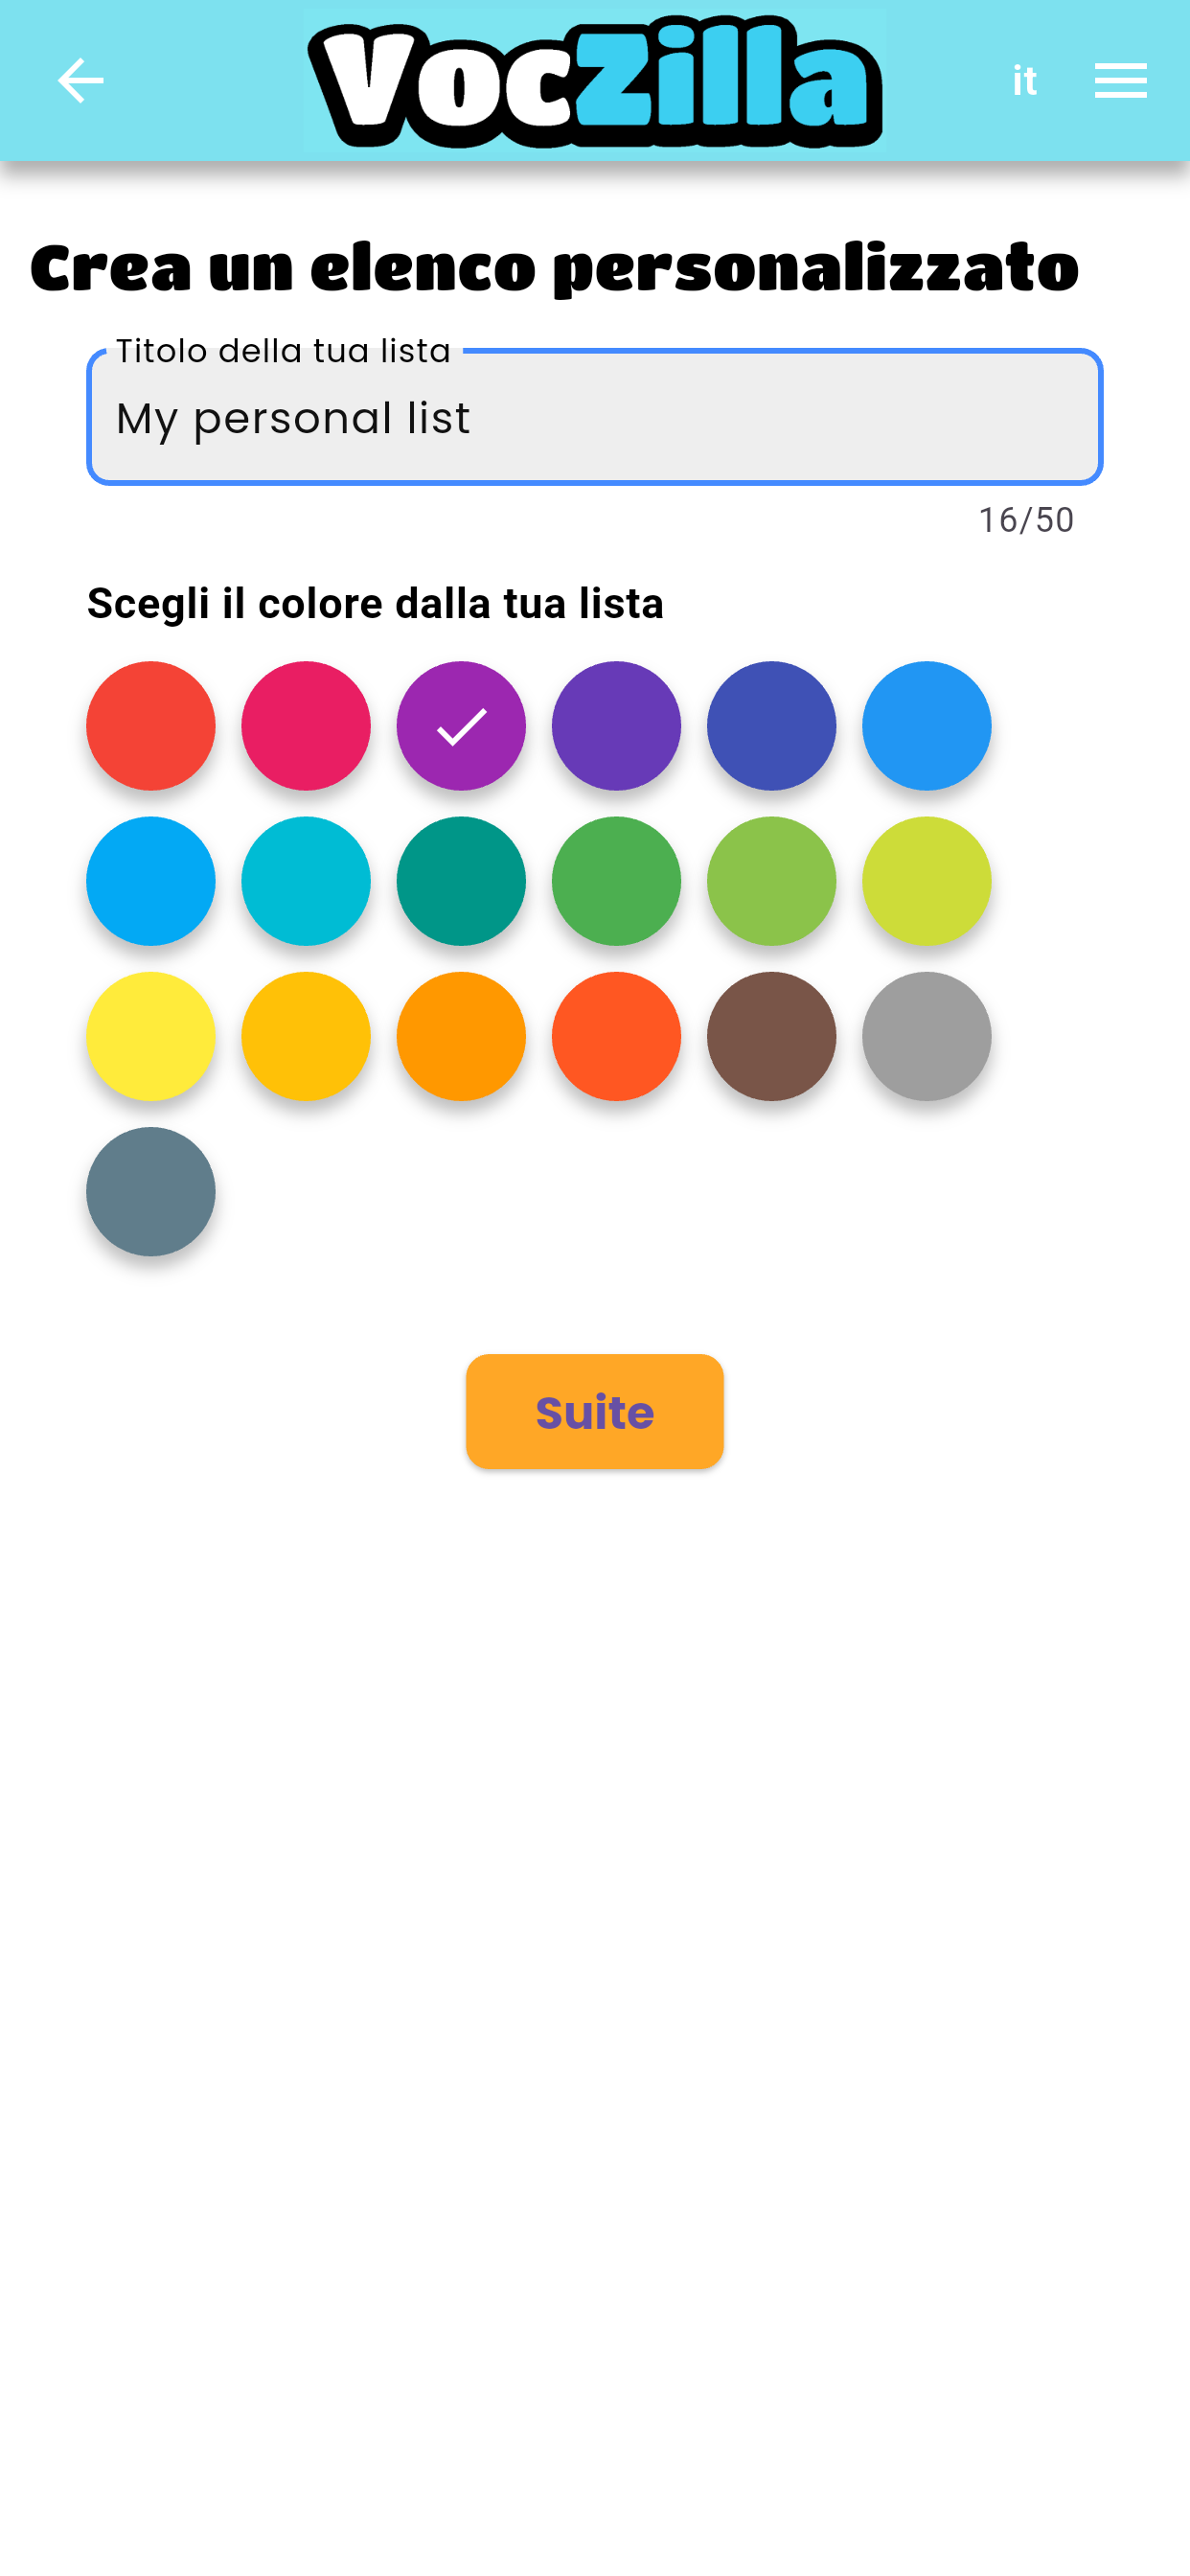 VocZilla
it
Crea un elenco personalizzato
Titolo della tua lista
My personal list
16/50
Scegli il colore dalla tua lista
Suite